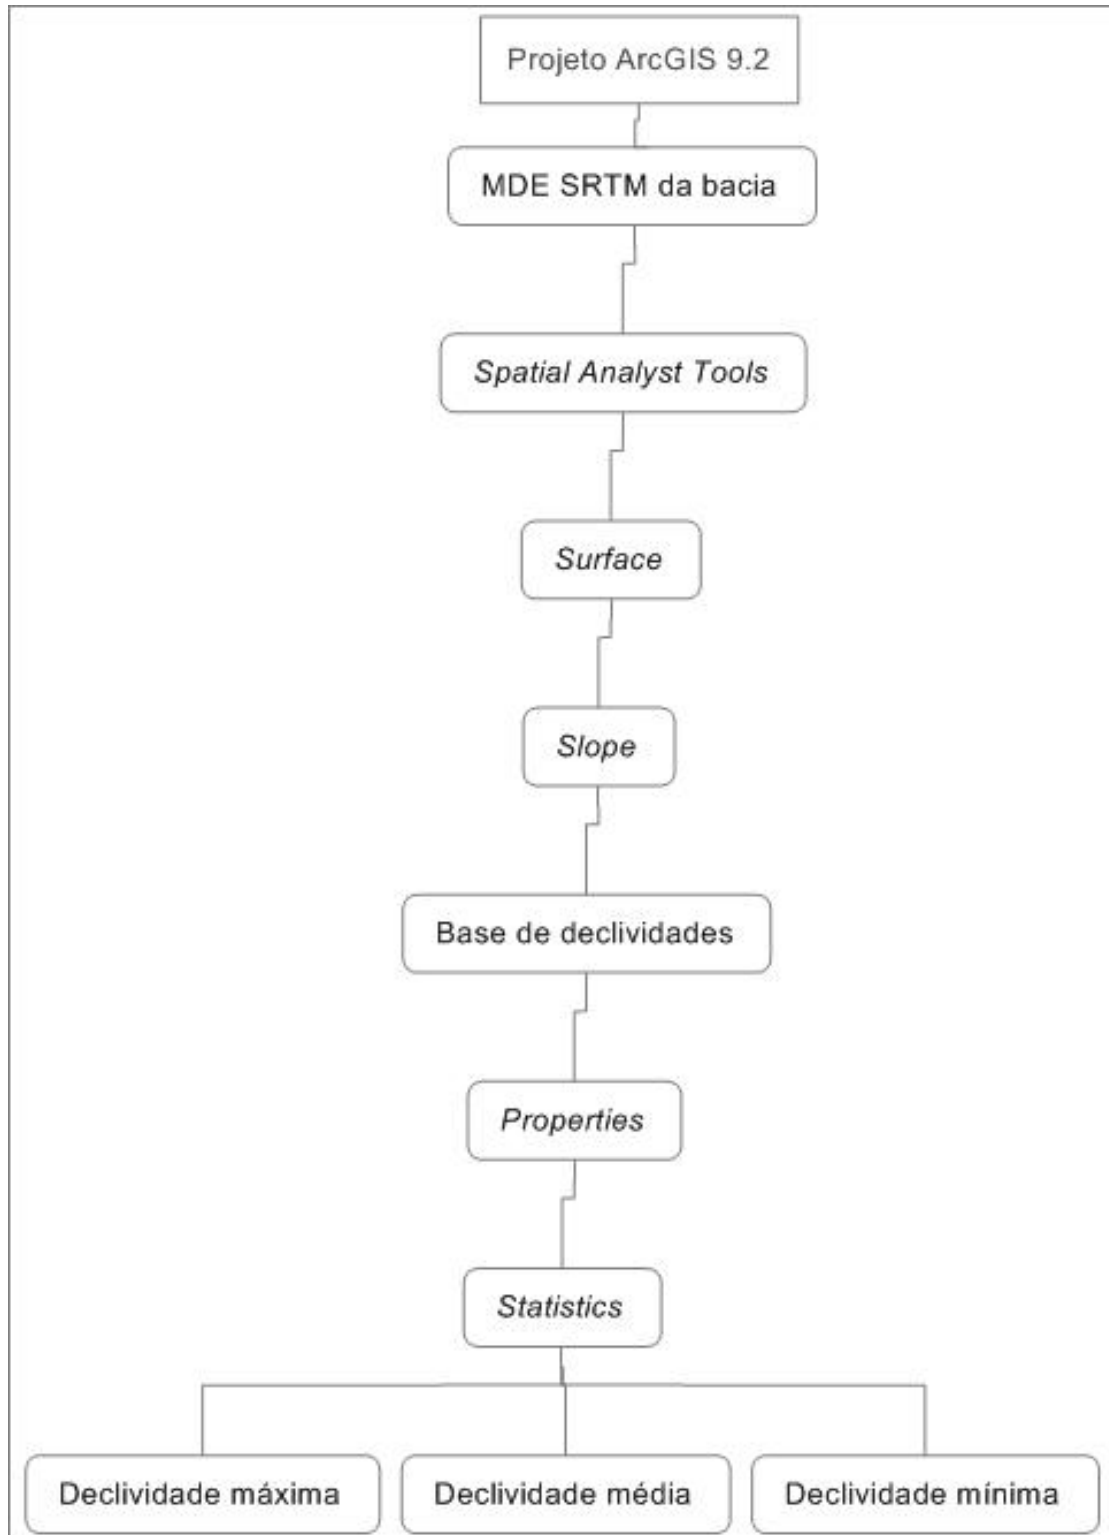 Projeto ArcGIS 9.2
MDE SRTM da bacia
Spatial Analyst Tools
Surface
Slope
Base de declividades
Properties
Statistics
Declividade máxima
Declividade média
Declividade mínima